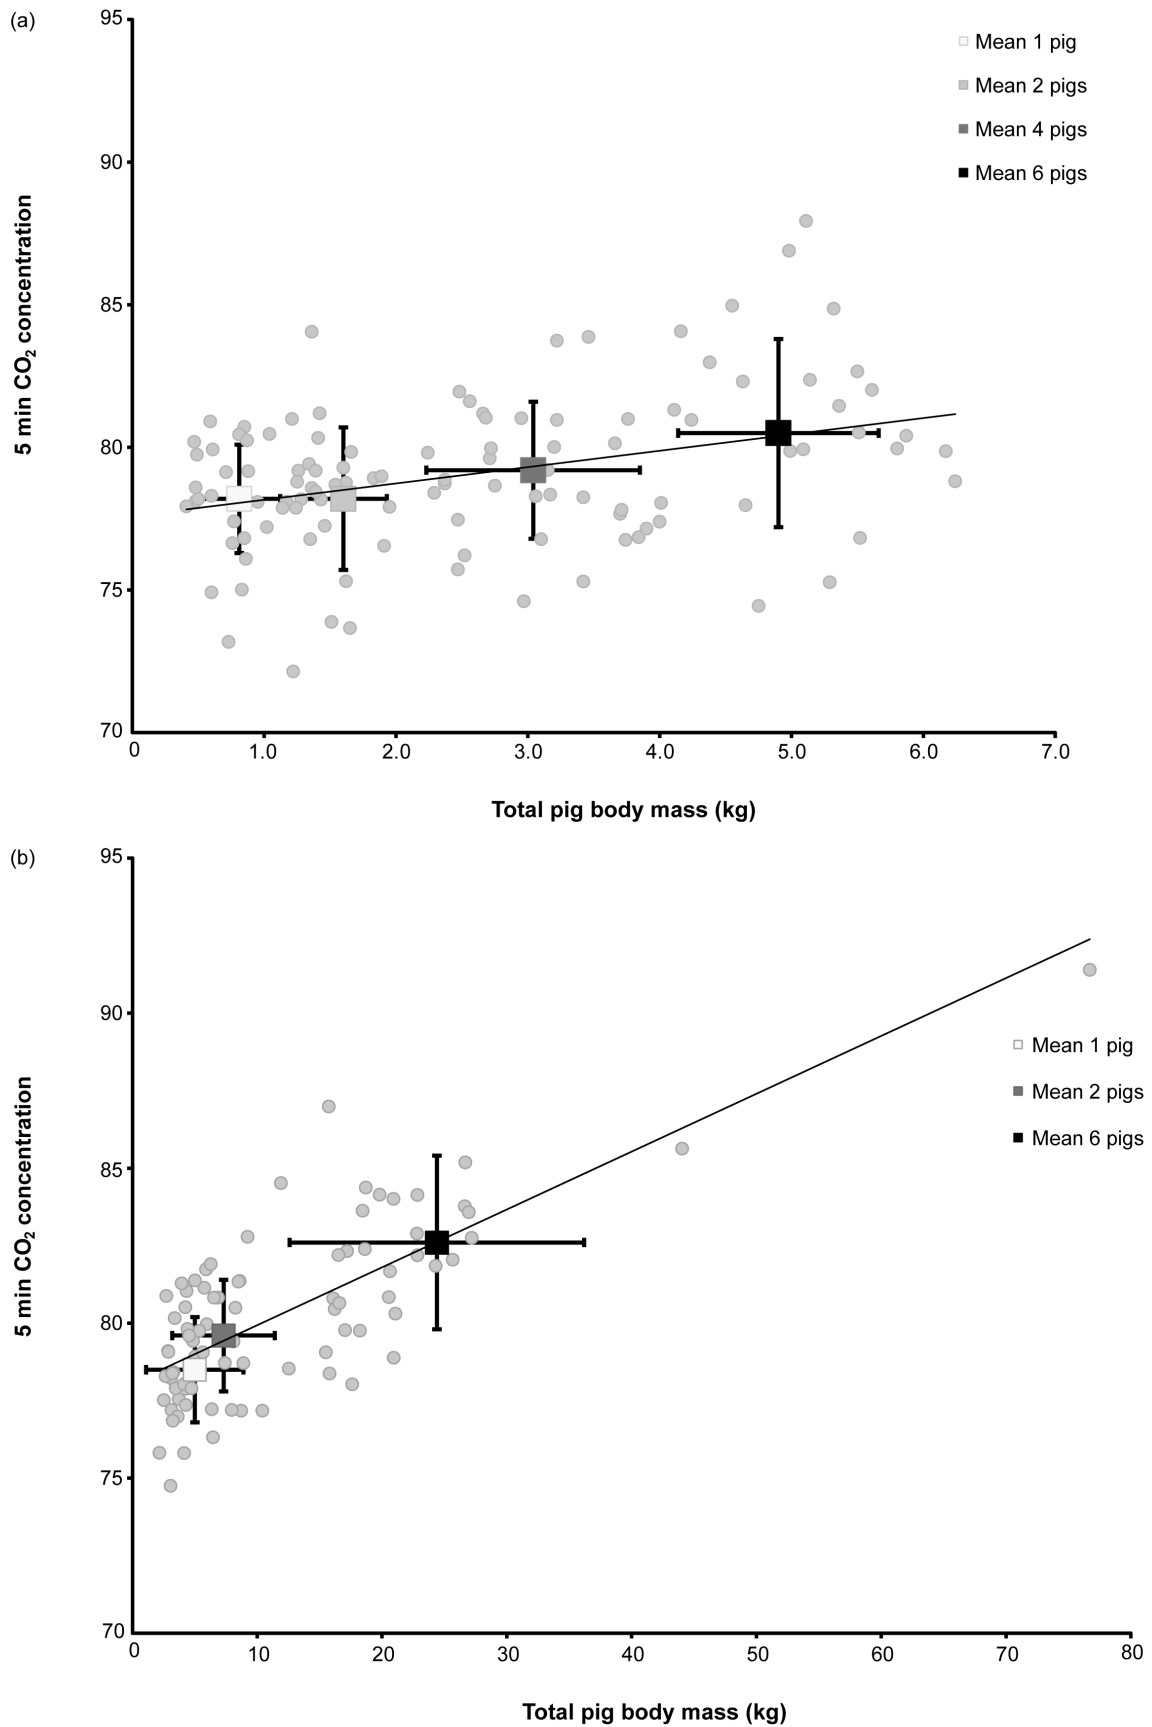 (a)
95
90
85
80
75
70
5 min CO₂ concentration
Mean 1 pig
Mean 2 pigs
Mean 4 pigs
Mean 6 pigs
0 1.0 2.0 3.0 4.0 5.0 6.0 7.0
Total pig body mass (kg)
(b)
95
90
85
80
75
70
5 min CO₂ concentration
Mean 1 pig
Mean 2 pigs
Mean 6 pigs
0 10 20 30 40 50 60 70 80
Total pig body mass (kg)